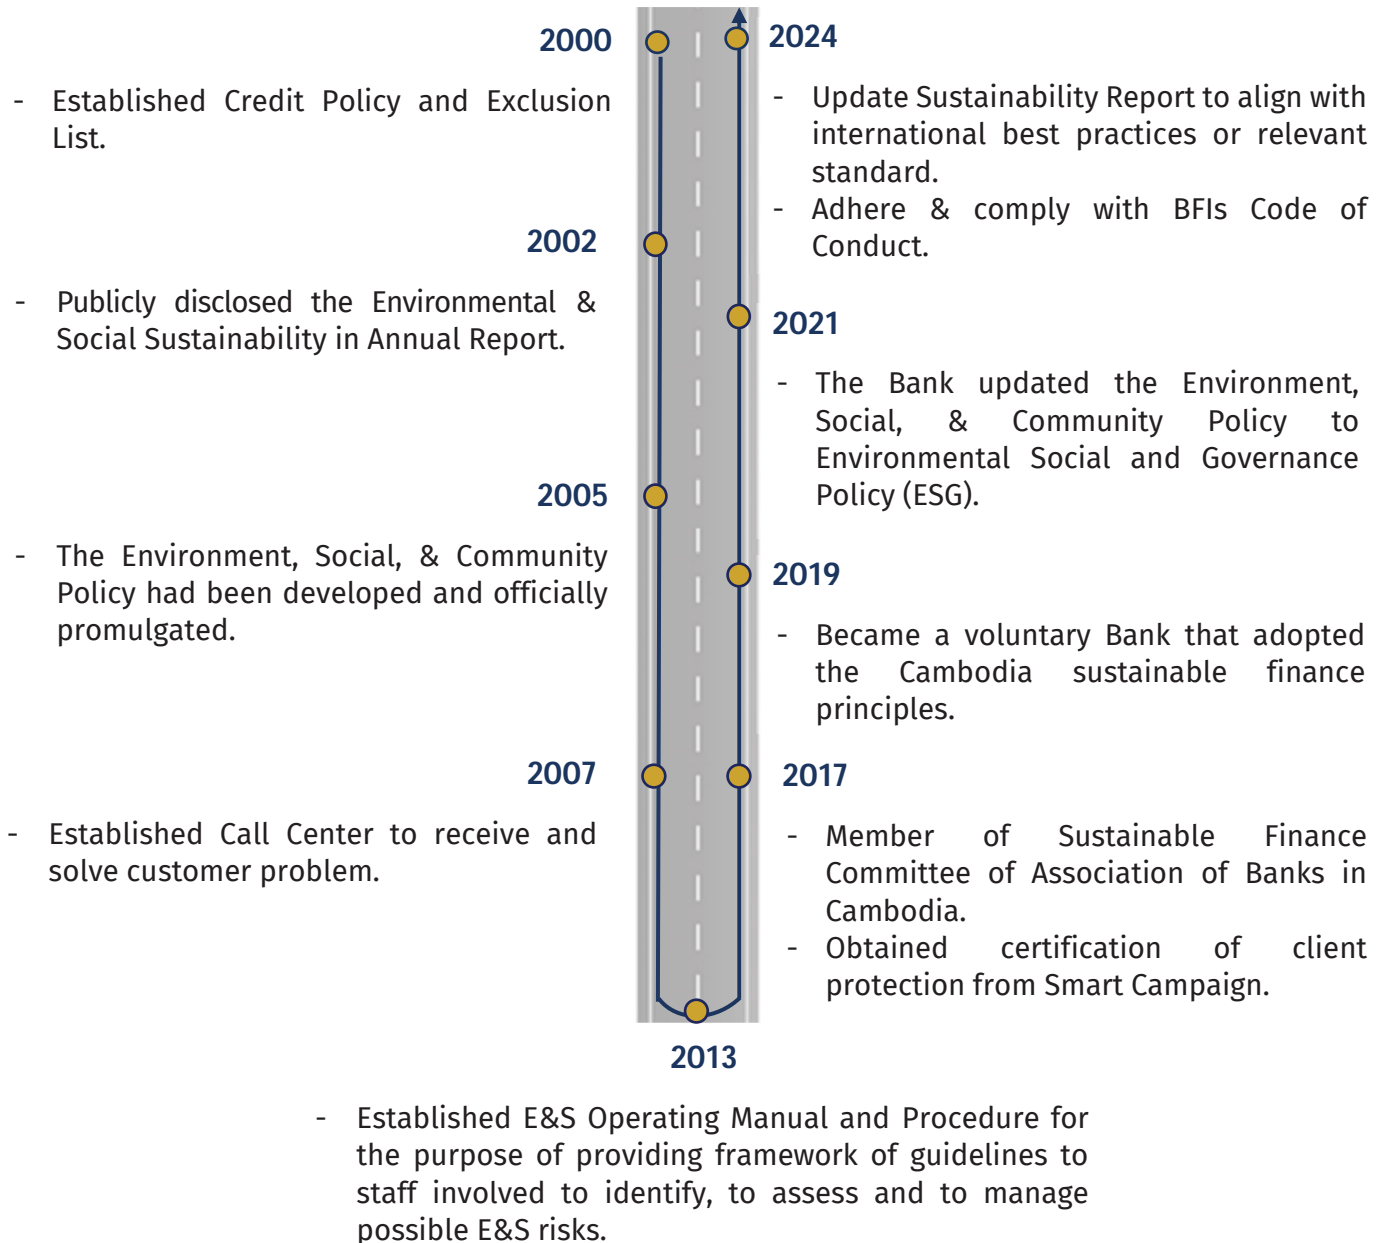 2000
- Established Credit Policy and Exclusion
List.
2002
- Publicly disclosed the Environmental &
Social Sustainability in Annual Report.
2005
- The Environment, Social, & Community
Policy had been developed and officially
promulgated.
2007
- Established Call Center to receive and
solve customer problem.
2013
- Established E&S Operating Manual and Procedure for
the purpose of providing framework of guidelines to
staff involved to identify, to assess and to manage
possible E&S risks.
2017
- Member of Sustainable Finance
Committee of Association of Banks in
Cambodia.
- Obtained certification of client
protection from Smart Campaign.
2019
- Became a voluntary Bank that adopted
the Cambodia sustainable finance
principles.
2021
- The Bank updated the Environment,
Social, & Community Policy to
Environmental Social and Governance
Policy (ESG).
2024
- Update Sustainability Report to align with
international best practices or relevant
standard.
- Adhere & comply with BFIs Code of
Conduct.